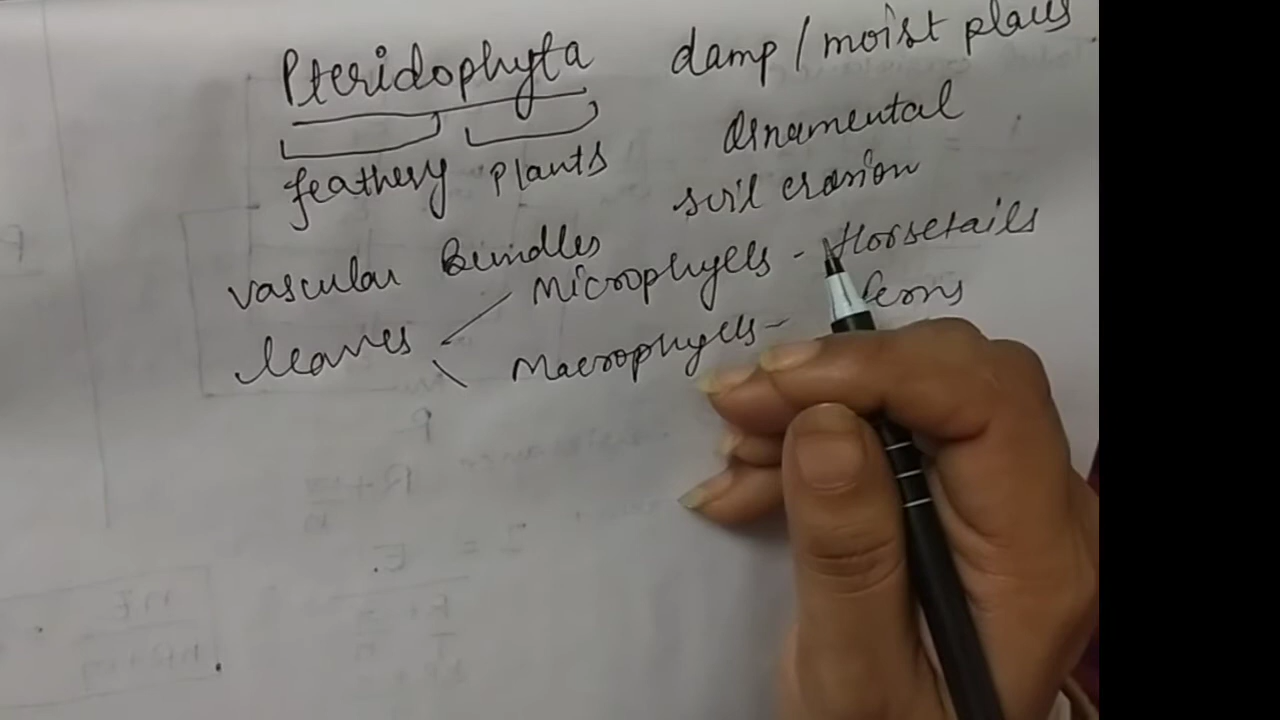 Pteridophyta damp/moist places
feathery plants ornamental
soil erosion
vascular Bundles
leaves Microphylls - Horsetails
Macrophylls - ferns